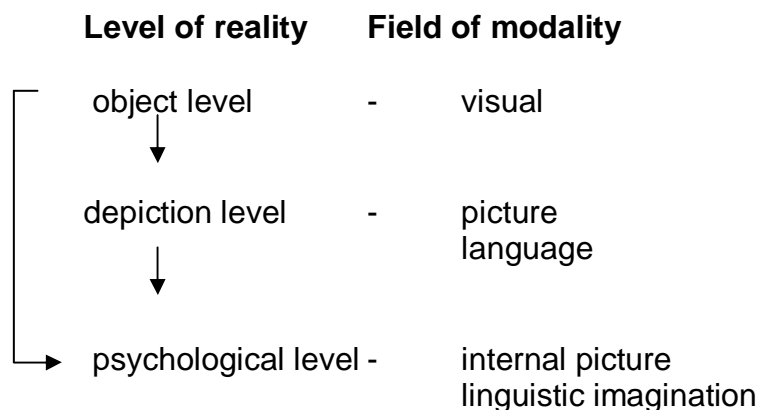 Level of reality Field of modality
object level - visual
depiction level - picture
language
psychological level - internal picture
linguistic imagination